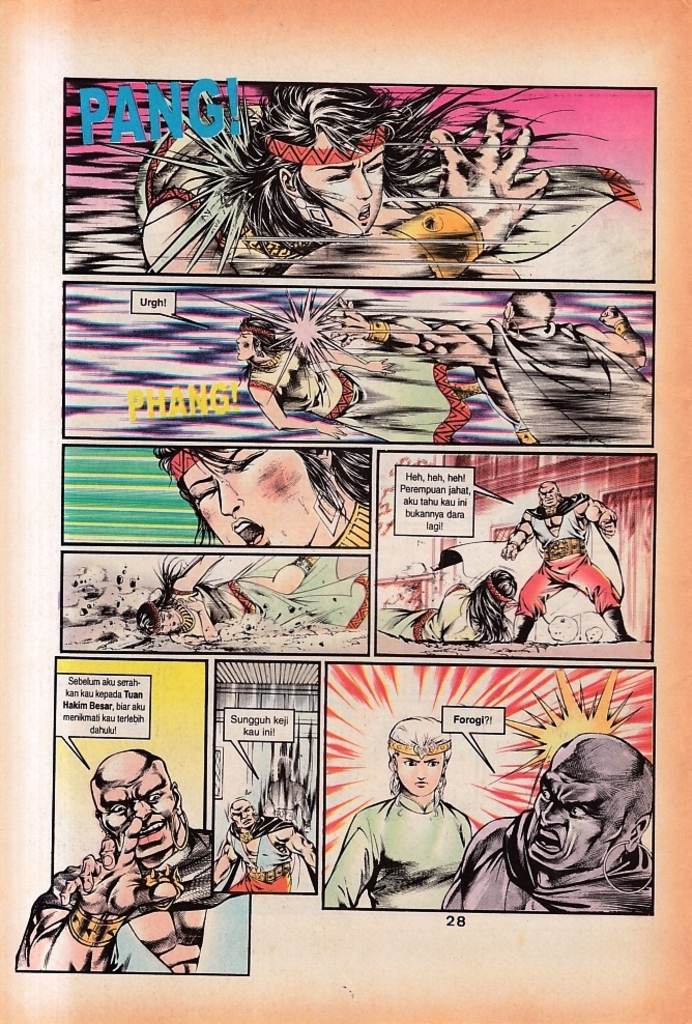 PANG!
Urgh!
PHANG!
Heh, heh, heh!
Perempuan jahat,
aku tahu kau ini
bukannya dara
lagi!
Sebelum aku serah-
kan kau kepada Tuan
Hakim Besar, biar aku
menikmati kau terlebih
dahulu!
Sungguh keji
kau ini!
Forogi?!
28